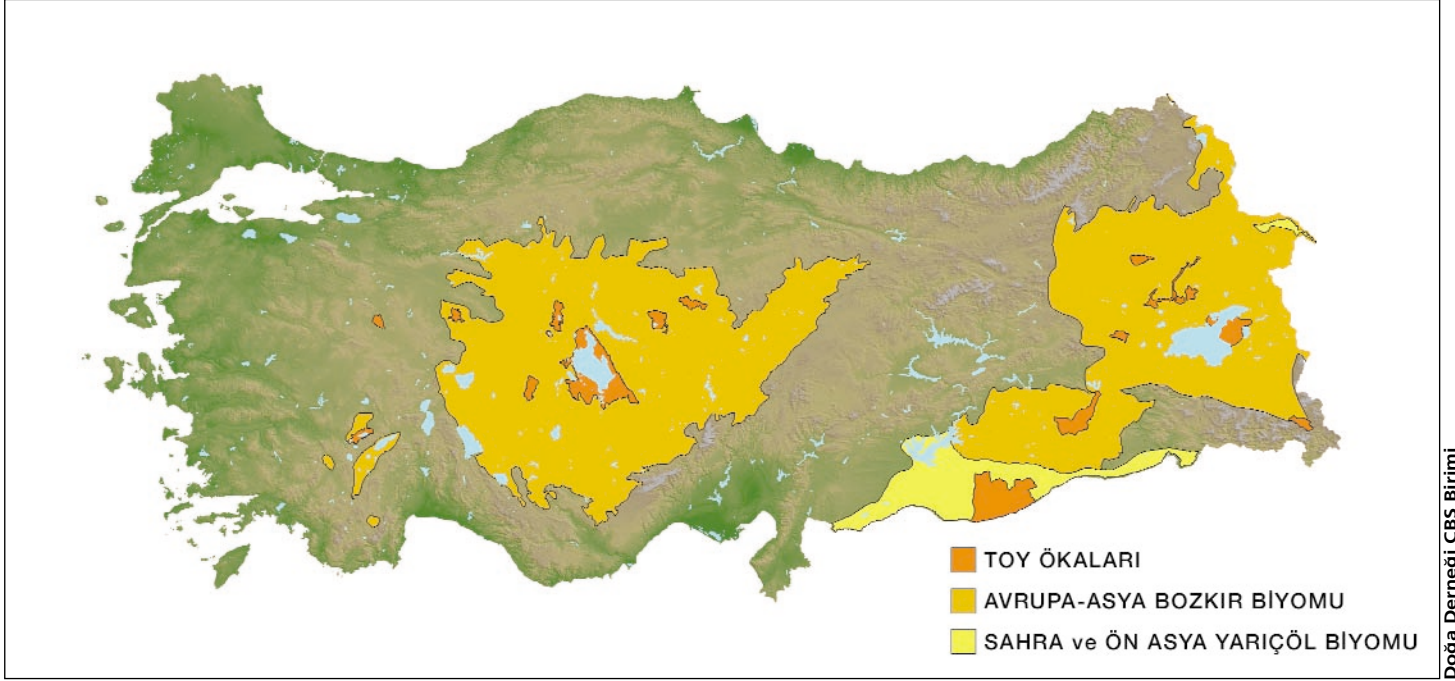 TOY ÖKALARI
AVRUPA-ASYA BOZKIR BİYOMU
SAHRA ve ÖN ASYA YARIÇÖL BİYOMU
Doğa Derneği CBS Birimi